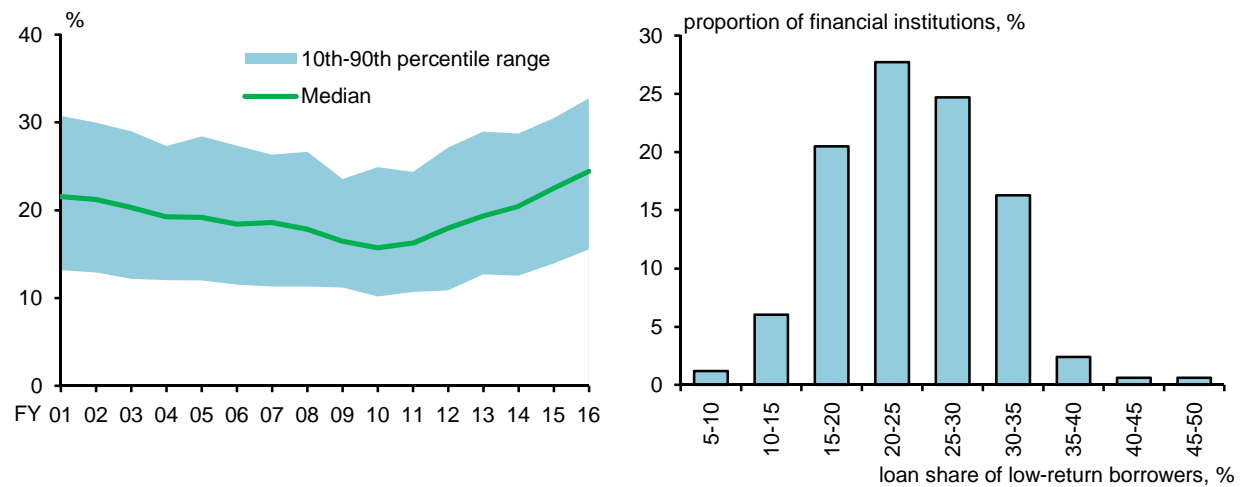 %
40
30
20
10
0
10th-90th percentile range
Median
FY 01 02 03 04 05 06 07 08 09 10 11 12 13 14 15 16
proportion of financial institutions, %
30
25
20
15
10
5
0
5-10 10-15 15-20 20-25 25-30 30-35 35-40 40-45 45-50
loan share of low-return borrowers, %